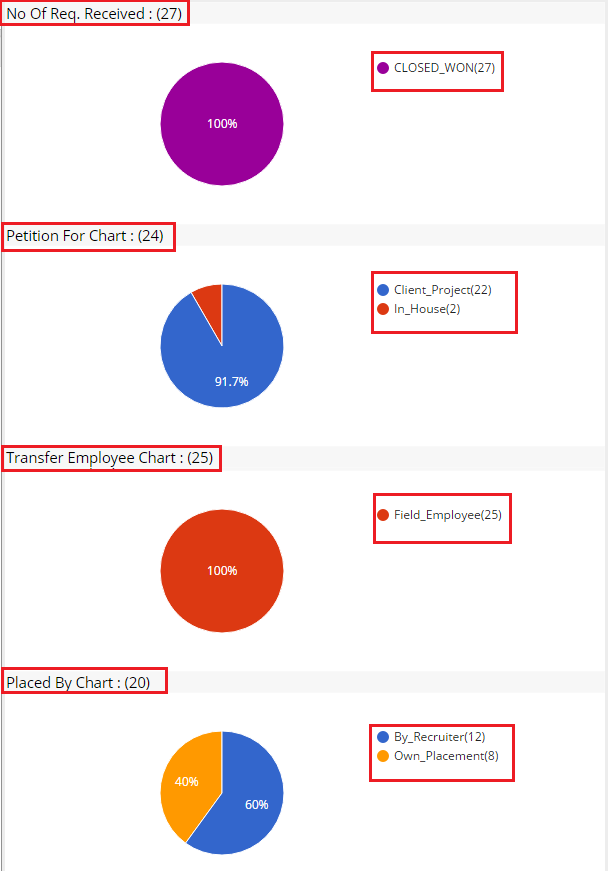 No Of Req. Received : (27)
CLOSED_WON(27)
100%
Petition For Chart : (24)
Client_Project(22)
In_House(2)
91.7%
Transfer Employee Chart : (25)
Field_Employee(25)
100%
Placed By Chart : (20)
By_Recruiter(12)
Own_Placement(8)
40%
60%